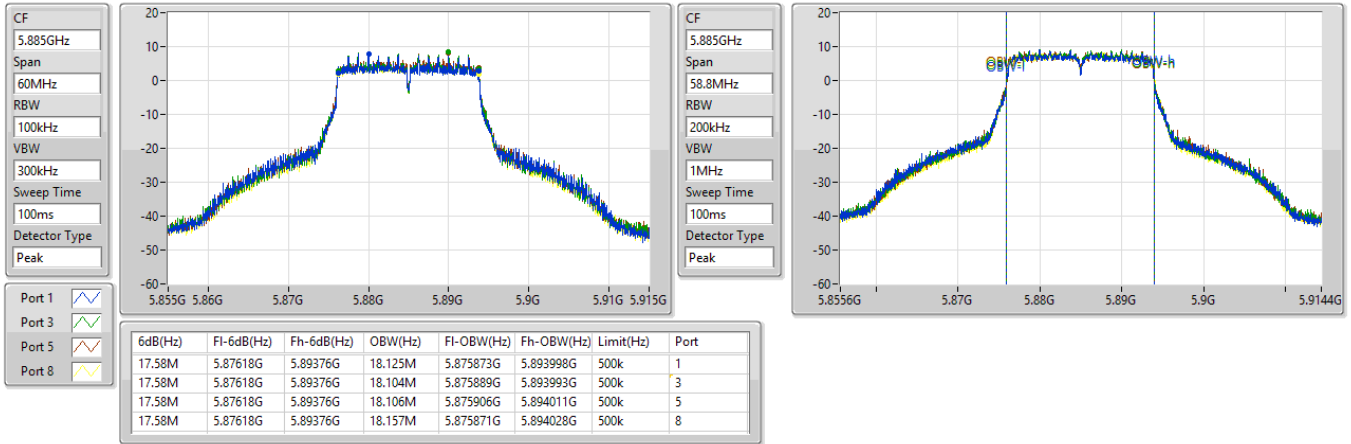 CF
5.885GHz
Span
60MHz
RBW
100kHz
VBW
300kHz
Sweep Time
100ms
Detector Type
Peak
20-
10-
0-
-10-
-20-
-30-
-40-
-50-
-60-
5.855G 5.86G 5.87G 5.88G 5.89G 5.9G 5.91G 5.915G
CF
5.885GHz
Span
58.8MHz
RBW
200kHz
VBW
1MHz
Sweep Time
100ms
Detector Type
Peak
20-
10-
0-
-10-
-20-
-30-
-40-
-50-
-60-
OBW-l OBW-h
5.8556G 5.87G 5.88G 5.89G 5.9G 5.9144G
Port 1
Port 3
Port 5
Port 8
6dB(Hz) Fl-6dB(Hz) Fh-6dB(Hz) OBW(Hz) Fl-OBW(Hz) Fh-OBW(Hz) Limit(Hz) Port
17.58M 5.87618G 5.89376G 18.125M 5.875873G 5.893998G 500k 1
17.58M 5.87618G 5.89376G 18.104M 5.875889G 5.893993G 500k 3
17.58M 5.87618G 5.89376G 18.106M 5.875906G 5.894011G 500k 5
17.58M 5.87618G 5.89376G 18.157M 5.875871G 5.894028G 500k 8